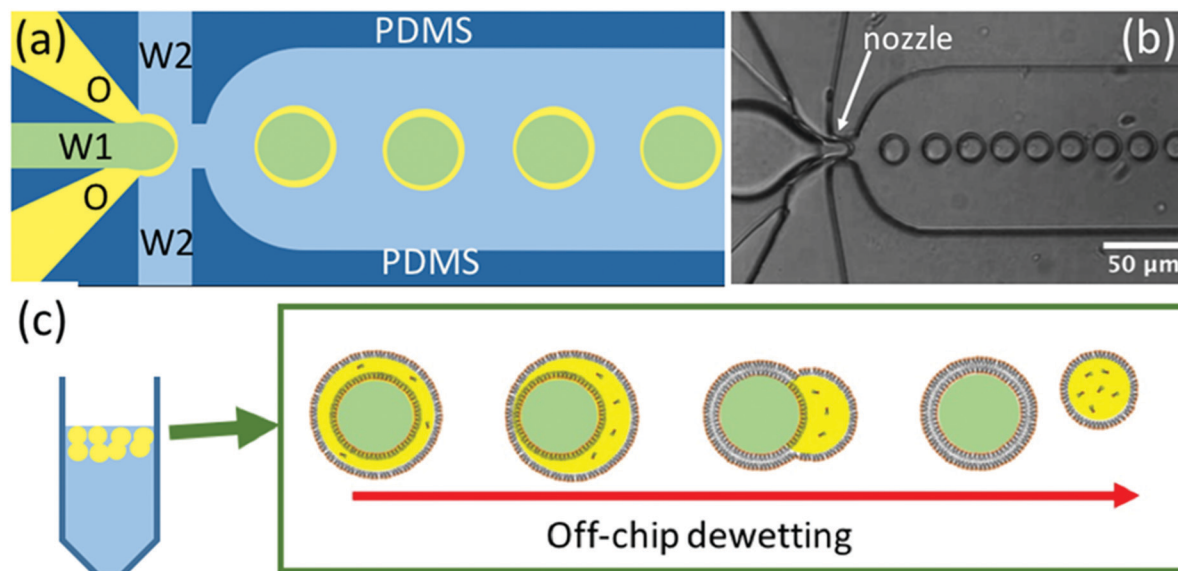 (a)
PDMS
W2
O
W1
O
W2
PDMS
nozzle
(b)
50 µm
(c)
Off-chip dewetting